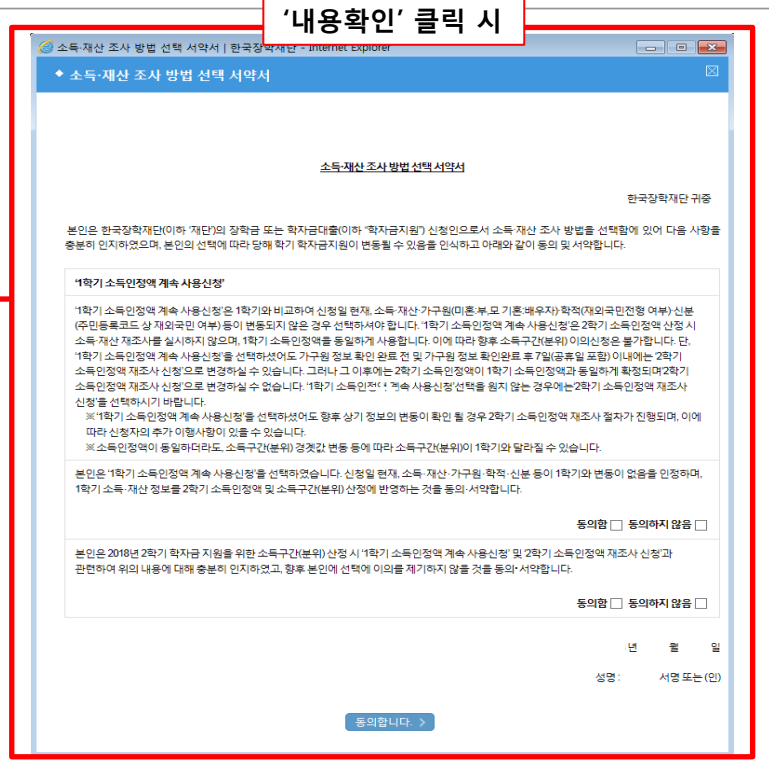 ‘내용확인’ 클릭 시
소득·재산 조사 방법 선택 서약서 | 한국장학재단 - Internet Explorer
◆ 소득·재산 조사 방법 선택 서약서
소득·재산 조사 방법 선택 서약서
한국장학재단 귀중
본인은 한국장학재단(이하 '재단')의 장학금 또는 학자금대출(이하 "학자금지원") 신청인으로서 소득·재산 조사 방법을 선택함에 있어 다음 사항을
충분히 인지하였으며, 본인의 선택에 따라 당해 학기 학자금지원이 변동될 수 있음을 인식하고 아래와 같이 동의 및 서약합니다.
'1학기 소득인정액 계속 사용신청'
'1학기 소득인정액 계속 사용신청'은 1학기와 비교하여 신청일 현재, 소득·재산·가구원(미혼:부,모 기혼:배우자)·학적(재외국민전형 여부)·신분
(주민등록코드 상 재외국민 여부) 등이 변동되지 않은 경우 선택하셔야 합니다. '1학기 소득인정액 계속 사용신청'은 2학기 소득인정액 산정 시
소득·재산 재조사를 실시하지 않으며, 1학기 소득인정액을 동일하게 사용합니다. 이에 따라 향후 소득구간(분위) 이의신청은 불가합니다. 단,
'1학기 소득인정액 계속 사용신청'을 선택하셨어도 가구원 정보 확인 완료 전 및 가구원 정보 확인완료 후 7일(공휴일 포함) 이내에는 '2학기
소득인정액 재조사 신청'으로 변경하실 수 있습니다. 그러나 그 이후에는 2학기 소득인정액이 1학기 소득인정액과 동일하게 확정되며'2학기
소득인정액 재조사 신청'으로 변경하실 수 없습니다. '1학기 소득인정액 계속 사용신청'선택을 원지 않는 경우에는'2학기 소득인정액 재조사
신청'을 선택하시기 바랍니다.
※ '1학기 소득인정액 계속 사용신청'을 선택하셨어도 향후 상기 정보의 변동이 확인 될 경우 2학기 소득인정액 재조사 절차가 진행되며, 이에
따라 신청자의 추가 이행사항이 있을 수 있습니다.
※ 소득인정액이 동일하더라도, 소득구간(분위) 경곗값 변동 등에 따라 소득구간(분위)이 1학기와 달라질 수 있습니다.
본인은 '1학기 소득인정액 계속 사용신청'을 선택하였습니다. 신청일 현재, 소득·재산·가구원·학적·신분 등이 1학기와 변동이 없음을 인정하며,
1학기 소득·재산 정보를 2학기 소득인정액 및 소득구간(분위) 산정에 반영하는 것을 동의·서약합니다.
동의함 □ 동의하지 않음 □
본인은 2018년 2학기 학자금 지원을 위한 소득구간(분위) 산정 시 '1학기 소득인정액 계속 사용신청' 및 '2학기 소득인정액 재조사 신청'과
관련하여 위의 내용에 대해 충분히 인지하였고, 향후 본인에 선택에 이의를 제기하지 않을 것을 동의·서약합니다.
동의함 □ 동의하지 않음 □
년 월 일
성명 : 서명 또는 (인)
동의합니다. >